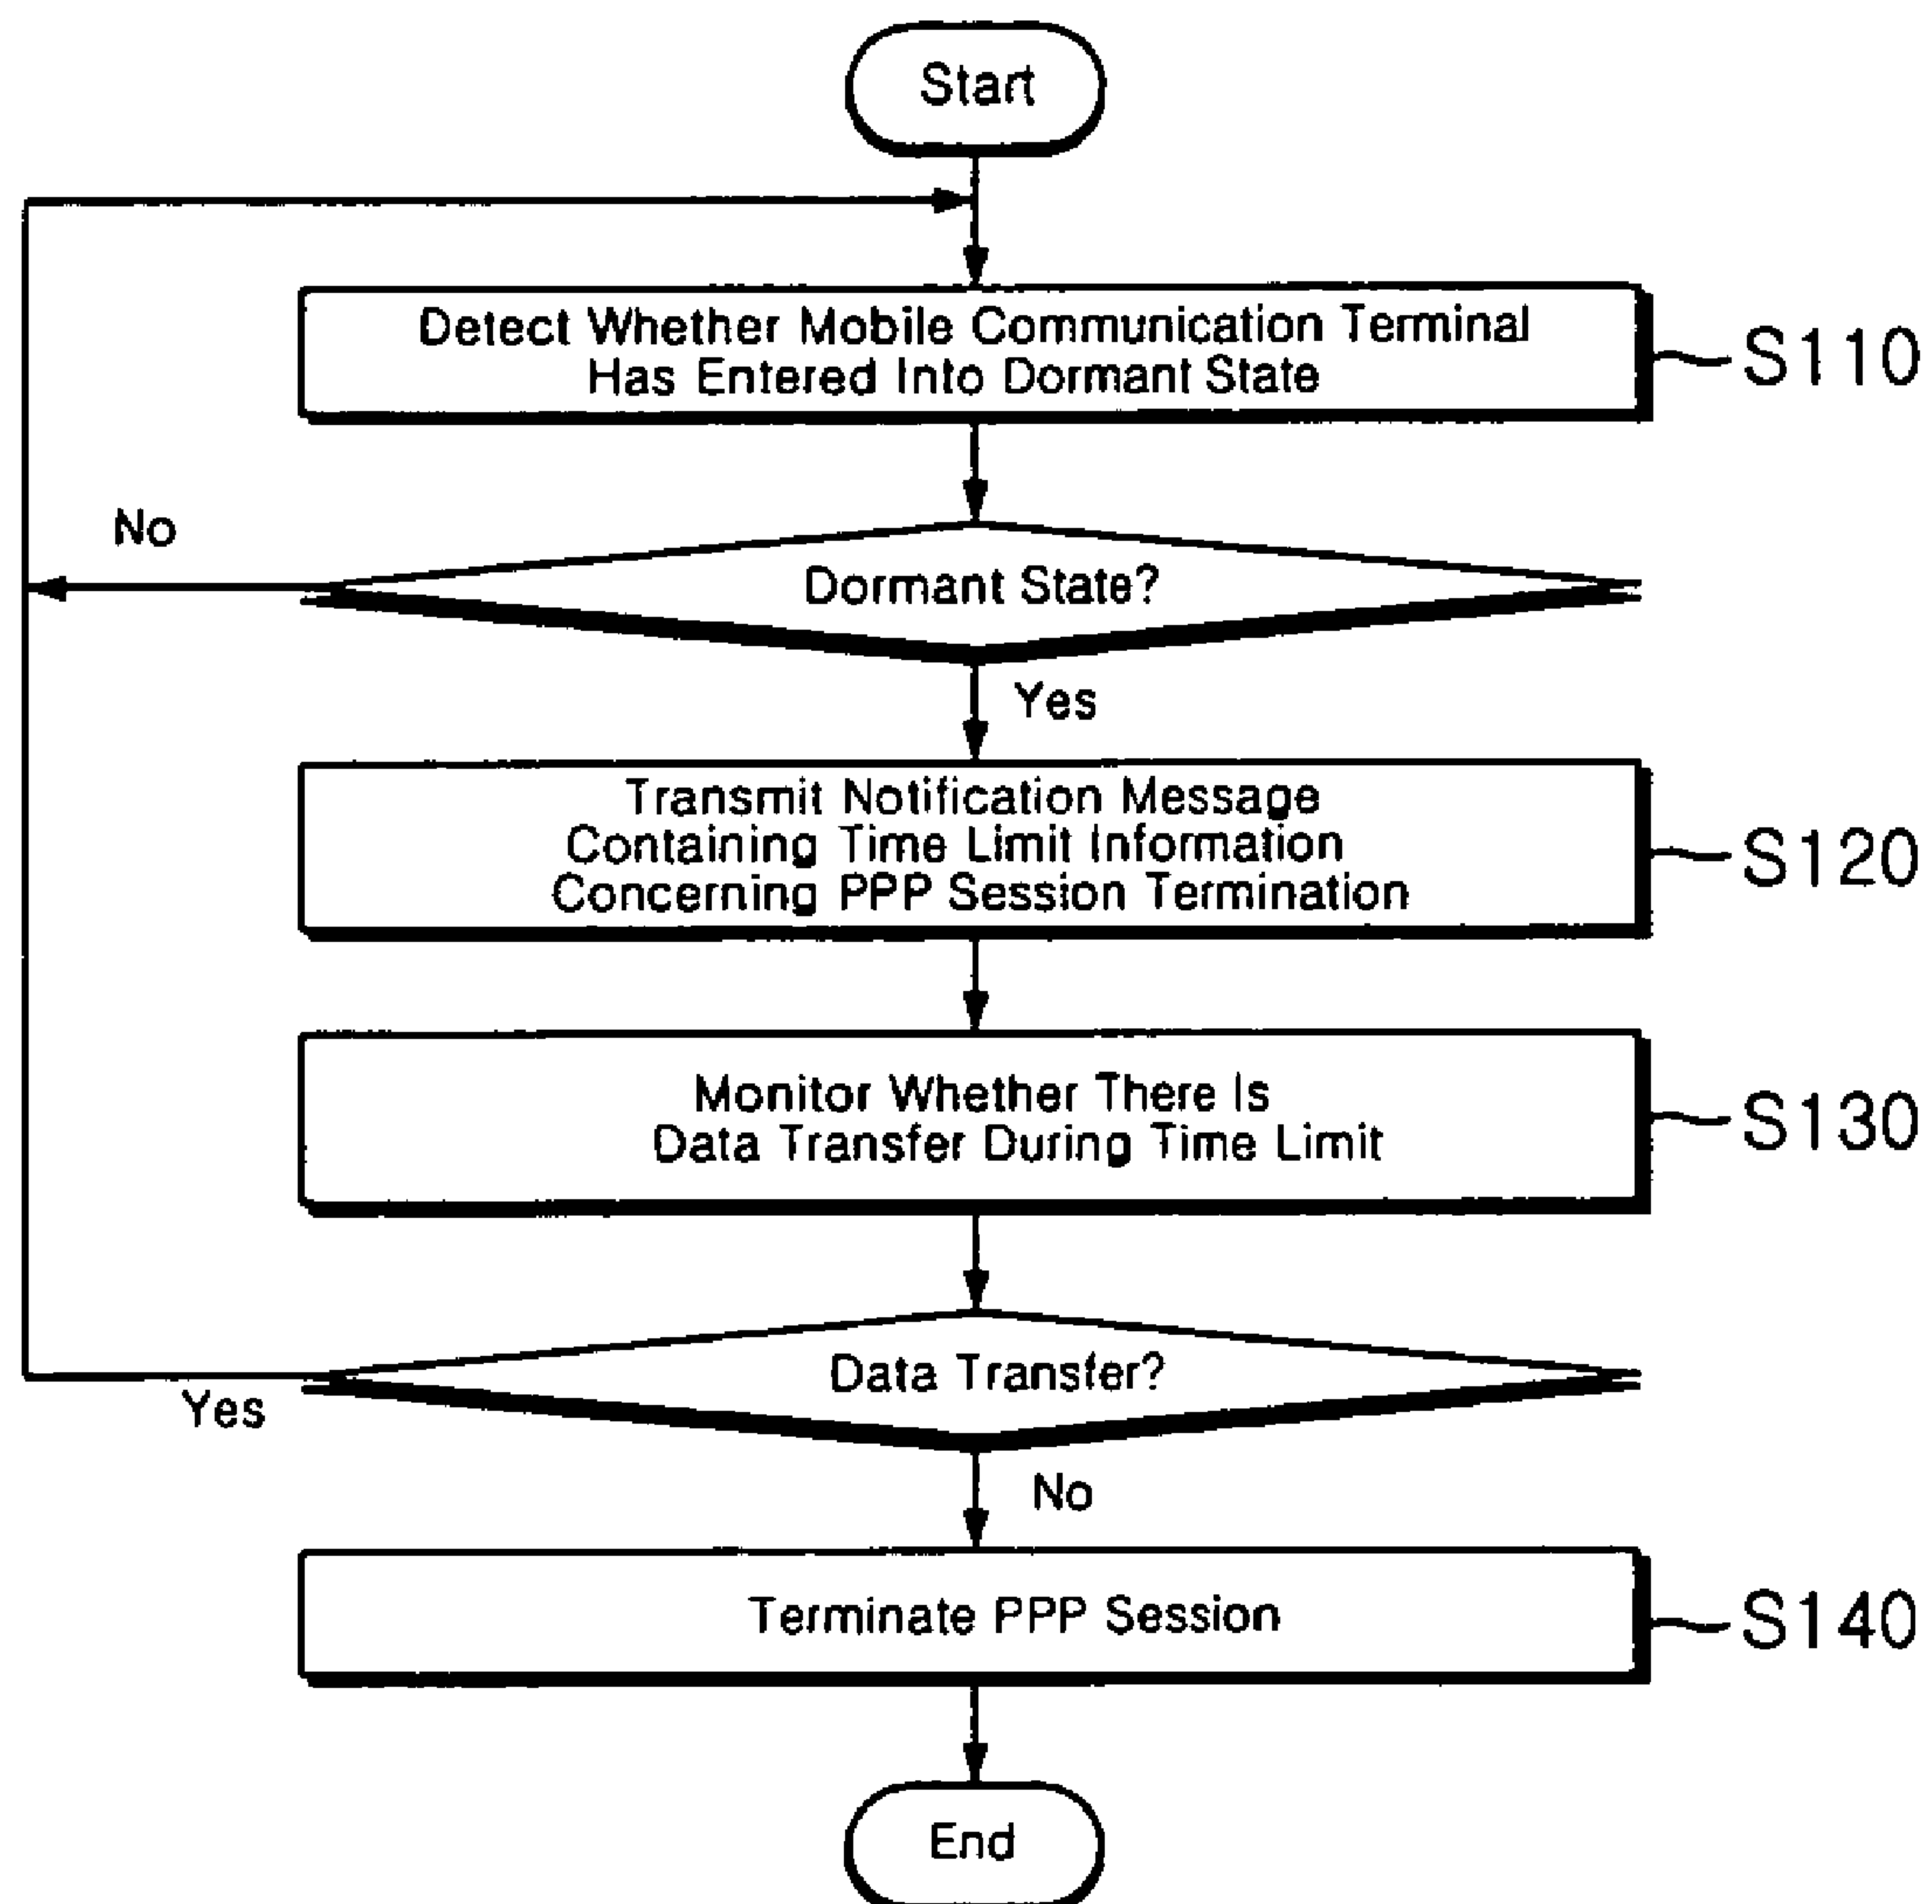 Start
Detect Whether Mobile Communication Terminal
Has Entered Into Dormant State
S110
No
Dormant State?
Yes
Transmit Notification Message
Containing Time Limit Information
Concerning PPP Session Termination
S120
Monitor Whether There Is
Data Transfer During Time Limit
S130
Data Transfer?
Yes
No
Terminate PPP Session
S140
End